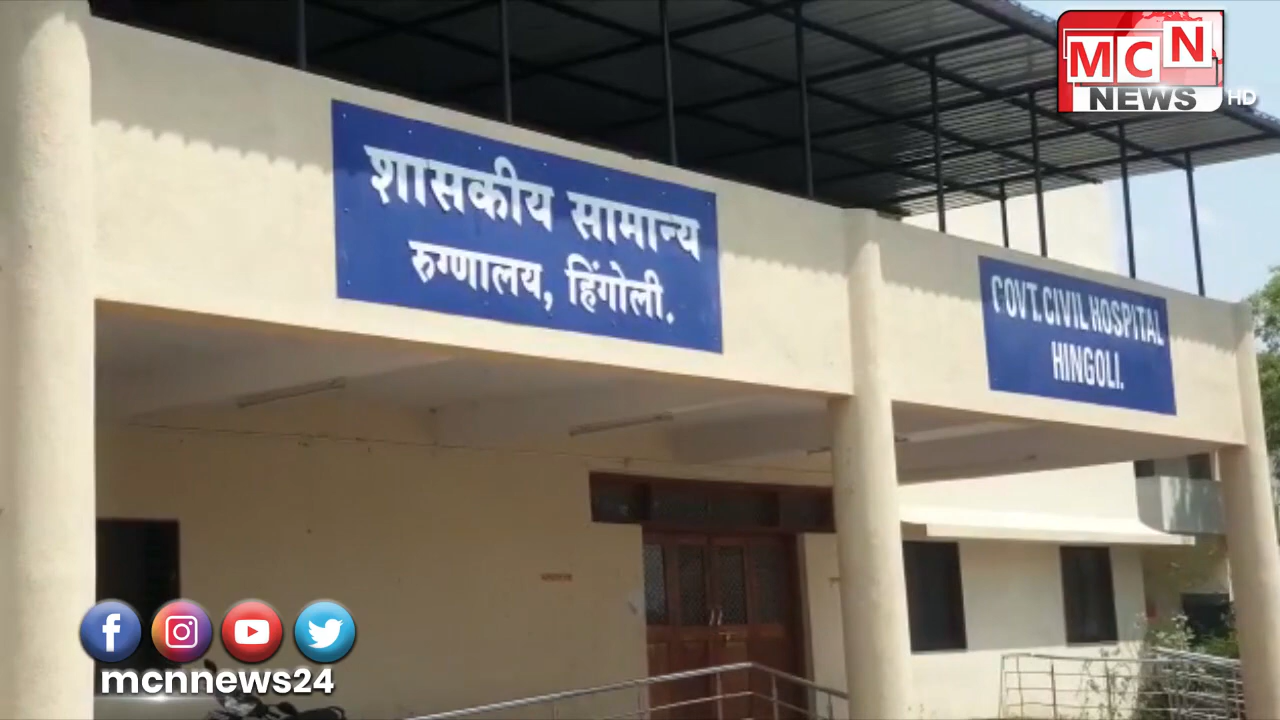 MCN
NEWS HD
शासकीय सामान्य
रुग्णालय, हिंगोली.
GOVT. CIVIL HOSPITAL
HINGOLI.
mcnnews24